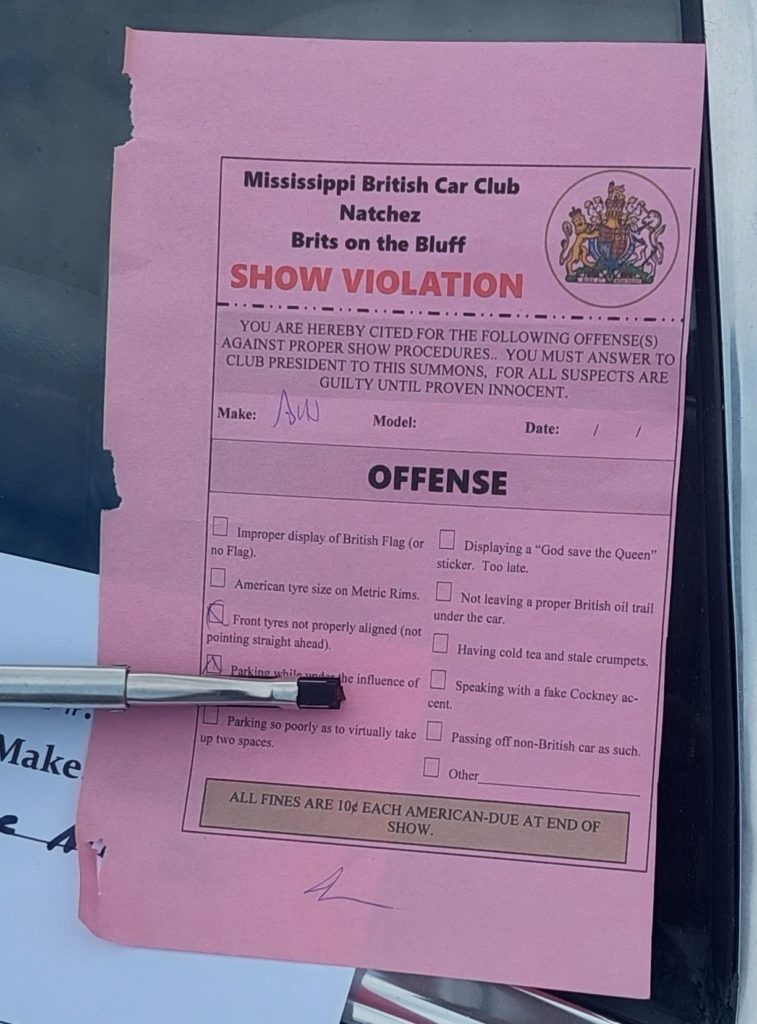 Mississippi British Car Club
Natchez
Brits on the Bluff
SHOW VIOLATION
YOU ARE HEREBY CITED FOR THE FOLLOWING OFFENSE(S)
AGAINST PROPER SHOW PROCEDURES.. YOU MUST ANSWER TO
CLUB PRESIDENT TO THIS SUMMONS, FOR ALL SUSPECTS ARE
GUILTY UNTIL PROVEN INNOCENT.
Make: Model: Date: / /
OFFENSE
Improper display of British Flag (or
no Flag).
American tyre size on Metric Rims.
Front tyres not properly aligned (not
pointing straight ahead).
Parking while under the influence of
Parking so poorly as to virtually take
up two spaces.
Displaying a “God save the Queen”
sticker. Too late.
Not leaving a proper British oil trail
under the car.
Having cold tea and stale crumpets.
Speaking with a fake Cockney ac-
cent.
Passing off non-British car as such.
Other
ALL FINES ARE 10¢ EACH AMERICAN-DUE AT END OF
SHOW.
Make